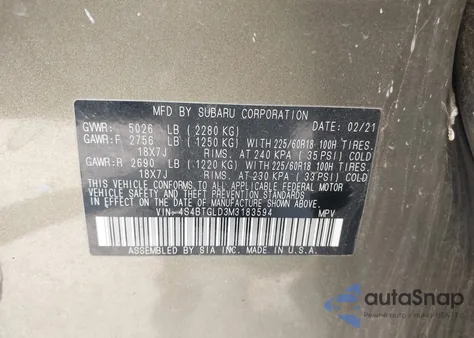 MFD BY SUBARU CORPORATION DATE: 02/21
GVWR: 5026 LB (2280 KG)
GAWR:F 2756 LB (1250 KG) WITH 225/60R18 100H TIRES.
18X7J RIMS. AT 240 KPA (35 PSI) COLD
GAWR:R 2690 LB (1220 KG) WITH 225/60R18 100H TIRES.
18X7J RIMS. AT 230 KPA (33 PSI) COLD
THIS VEHICLE CONFORMS TO ALL APPLICABLE FEDERAL MOTOR
VEHICLE SAFETY AND THEFT PREVENTION STANDARDS
IN EFFECT ON THE DATE OF MANUFACTURE SHOWN ABOVE.
VIN: 4S4BTGLD3M3183594 MPV
ASSEMBLED BY SIA INC. MADE IN U.S.A.
autoSnap